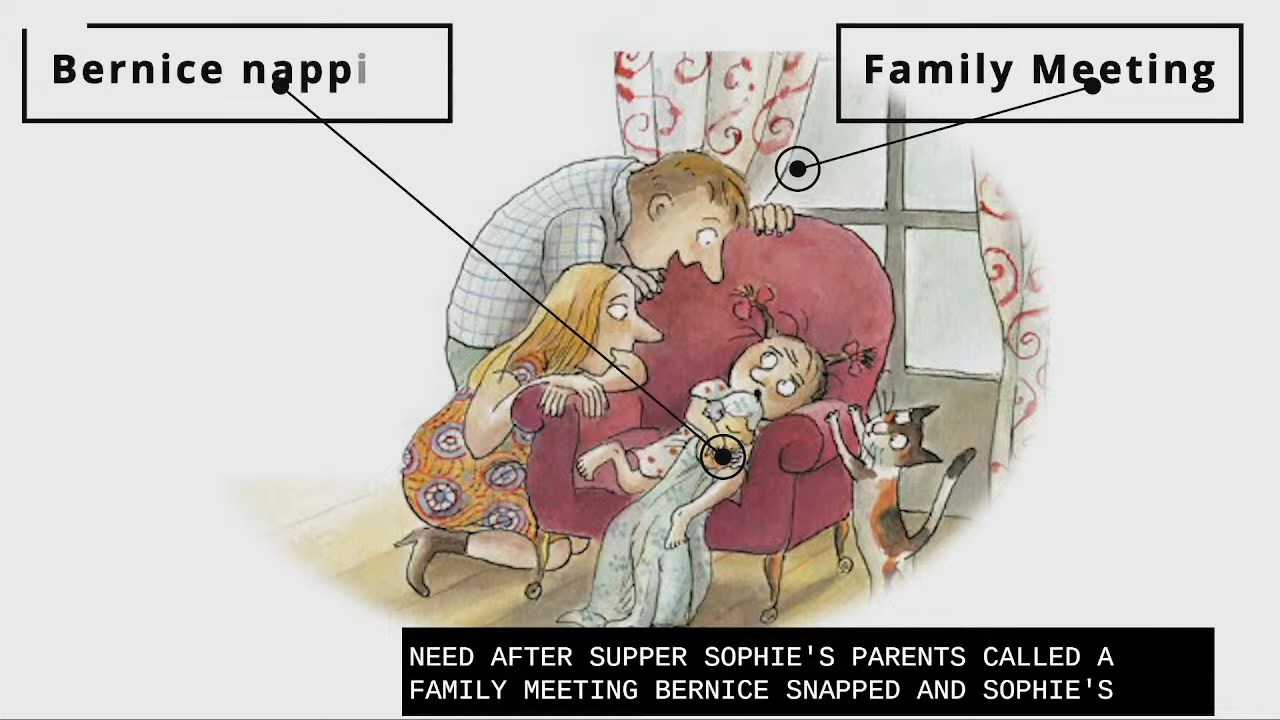 Bernice nappi
Family Meeting
NEED AFTER SUPPER SOPHIE'S PARENTS CALLED A
FAMILY MEETING BERNICE SNAPPED AND SOPHIE'S